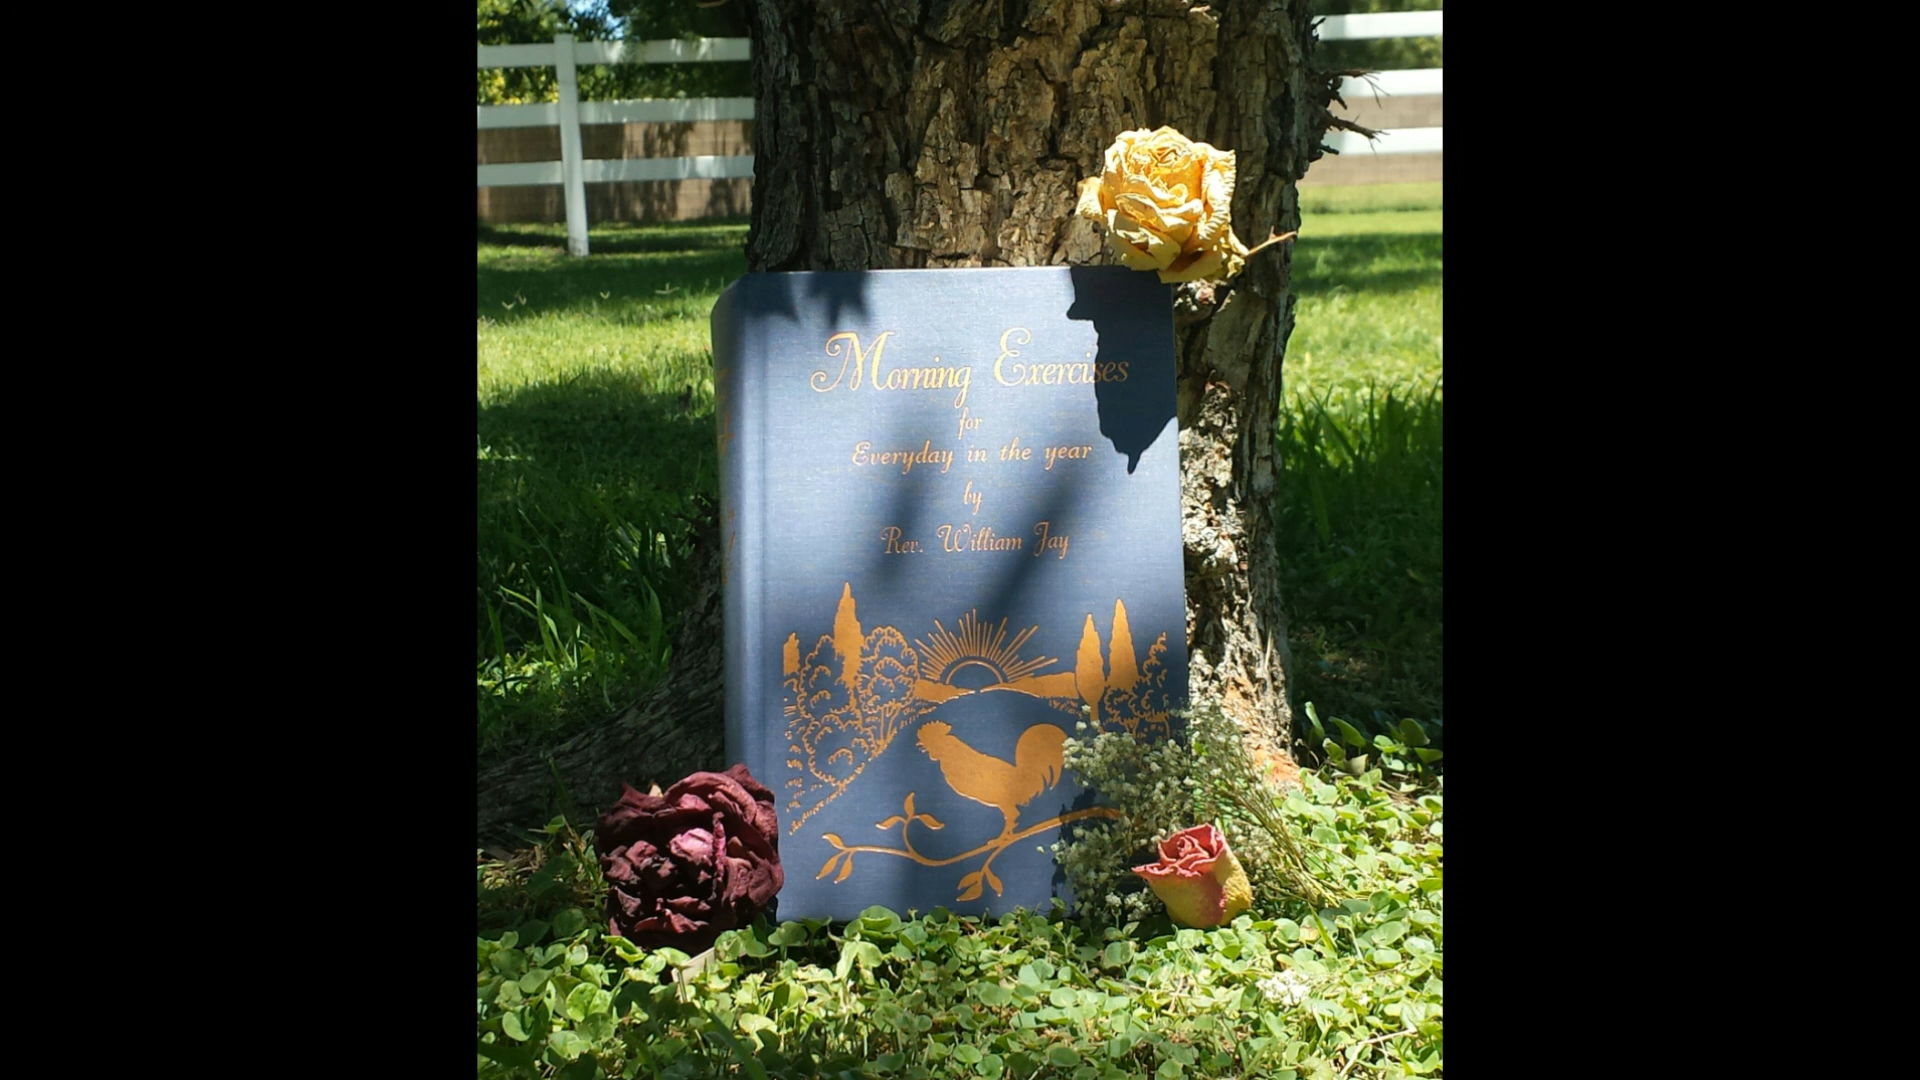 Morning Exercises
for
Everyday in the year
by
Rev. William Jay